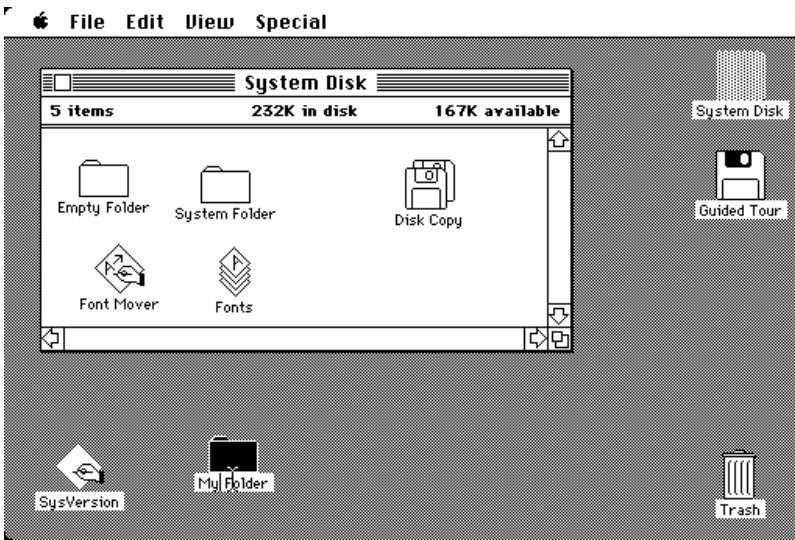 File Edit View Special
System Disk
5 items 232K in disk 167K available
Empty Folder
System Folder
Disk Copy
Font Mover
Fonts
System Disk
Guided Tour
SysVersion
My Folder
Trash